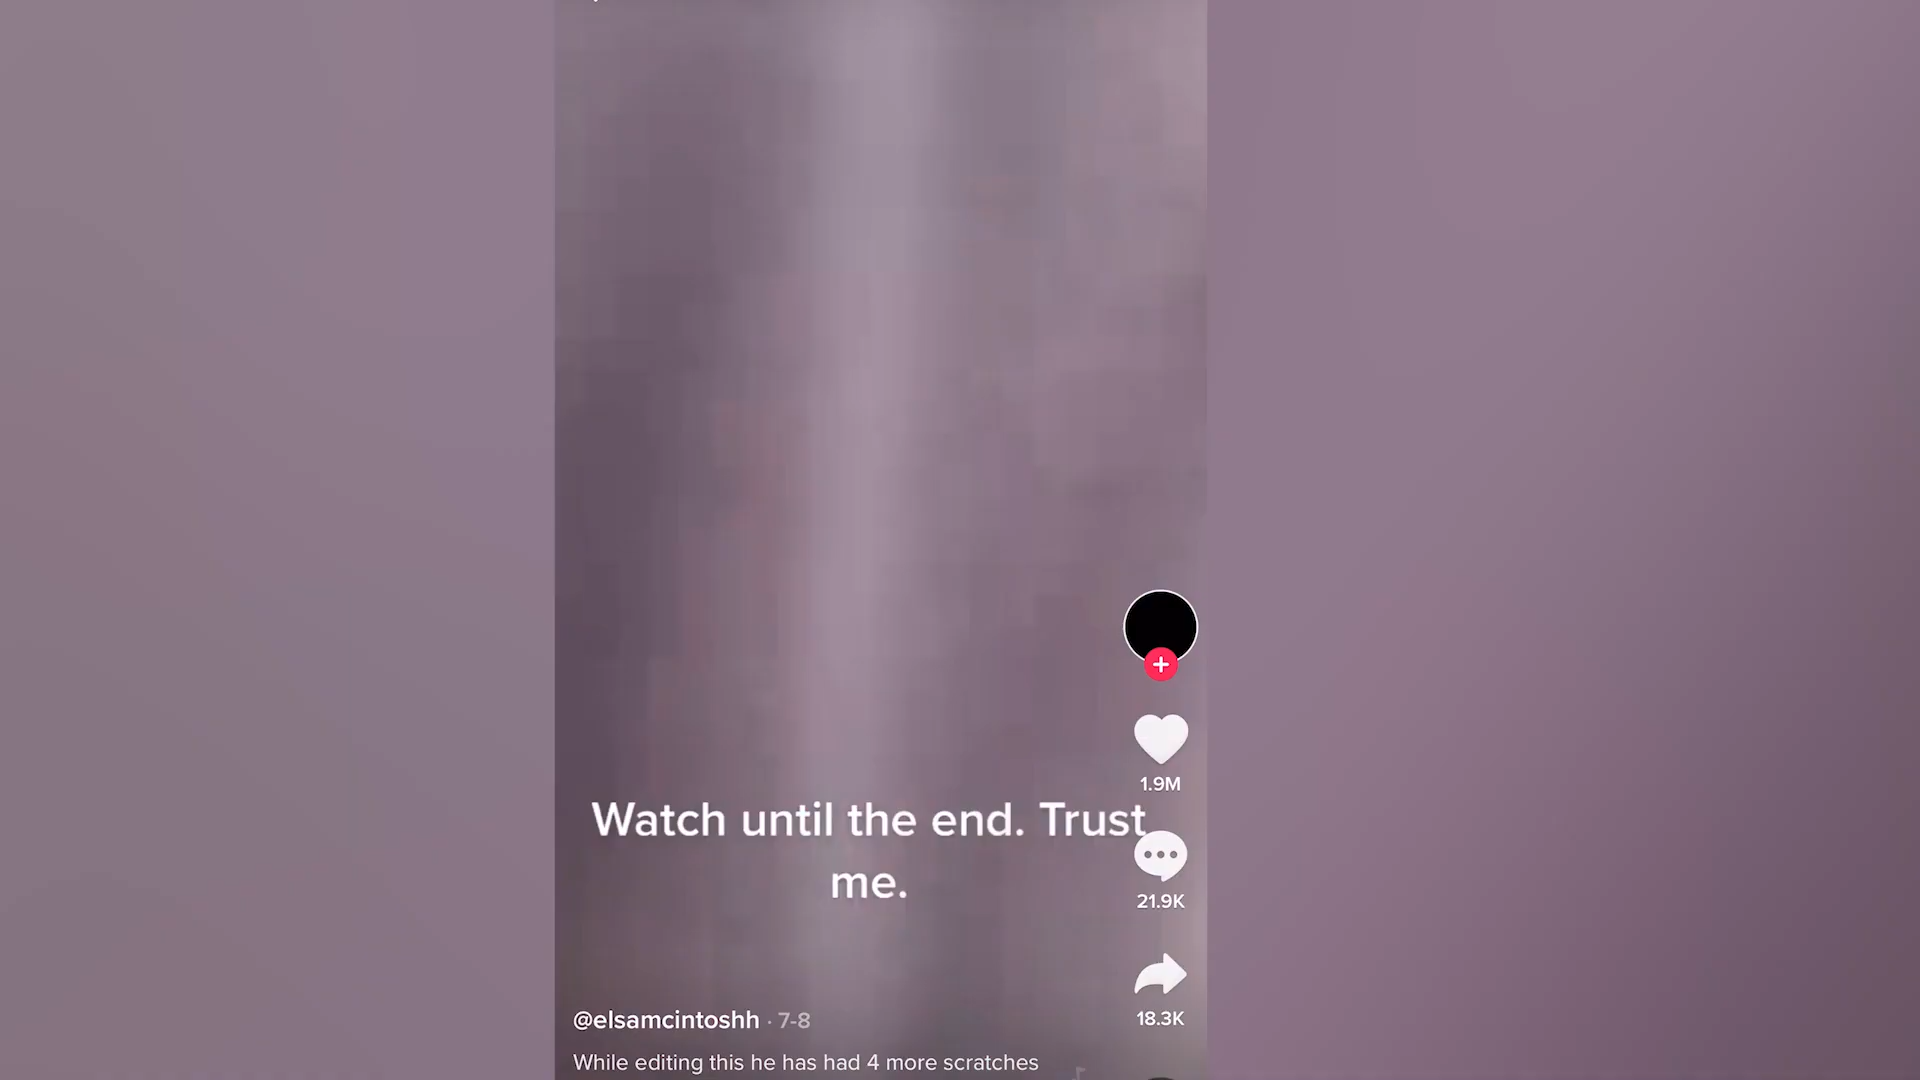 Watch until the end. Trust
me.
1.9M
21.9K
18.3K
@elsamcintoshh · 7-8
While editing this he has had 4 more scratches